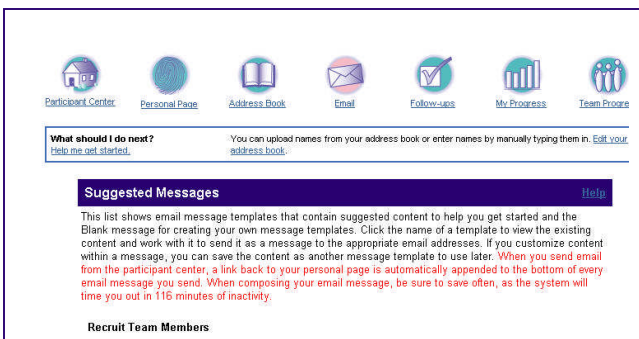 Participant Center Personal Page Address Book Email Follow-ups My Progress Team Progre
What should I do next? You can upload names from your address book or enter names by manually typing them in. Edit your
Help me get started. address book.
Suggested Messages Help
This list shows email message templates that contain suggested content to help you get started and the
Blank message for creating your own message templates. Click the name of a template to view the existing
content and work with it to send it as a message to the appropriate email addresses. If you customize content
within a message, you can save the content as another message template to use later. When you send email
from the participant center, a link back to your personal page is automatically appended to the bottom of every
email message you send. When composing your email message, be sure to save often, as the system will
time you out in 116 minutes of inactivity.
Recruit Team Members